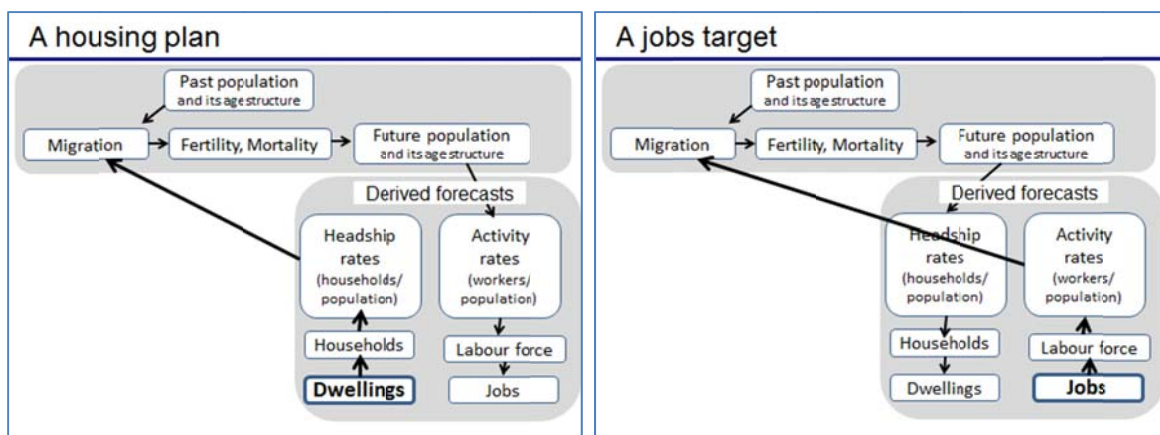 A housing plan
Past population
and its age structure
Migration
Fertility, Mortality
Future population
and its age structure
Derived forecasts
Headship
rates
(households/
population)
Activity
rates
(workers/
population)
Households
Labour force
Dwellings
Jobs
A jobs target
Past population
and its age structure
Migration
Fertility, Mortality
Future population
and its age structure
Derived forecasts
Headship
rates
(households/
population)
Activity
rates
(workers/
population)
Households
Labour force
Dwellings
Jobs